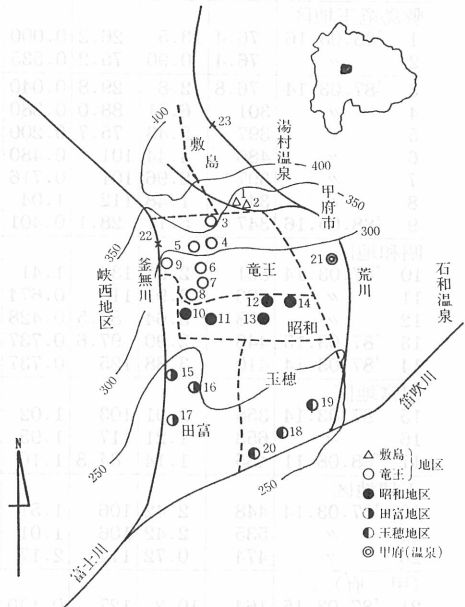 400
23
敷島
湯村温泉
400
1
2
甲府市
350
3
300
350
22
5
4
21
9
6
竜王
荒川
釜無川
7
石和温泉
峡西地区
8
12
14
10
11
13
昭和
300
玉穂
笛吹川
15
16
19
17
田富
18
250
20
250
N
富士川
△ 敷島
○ 竜王
地区
● 昭和地区
田富地区
玉穂地区
◎ 甲府(温泉)